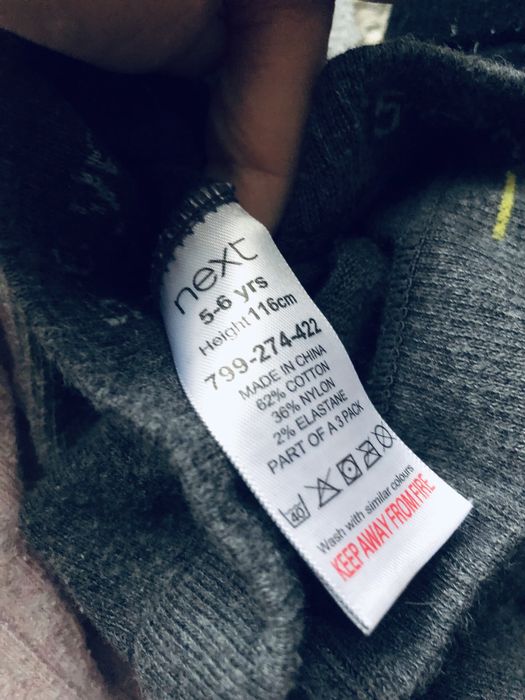 next
5-6 yrs
Height 116cm
799-274-422
MADE IN CHINA
62% COTTON
36% NYLON
2% ELASTANE
PART OF A 3 PACK
40
Wash with similar colours
KEEP AWAY FROM FIRE